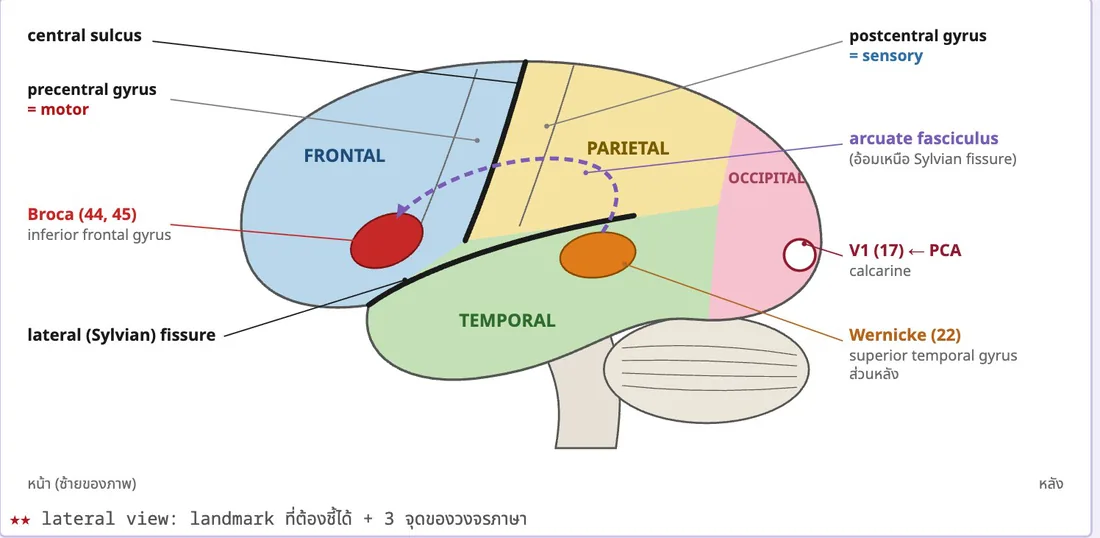 central sulcus
precentral gyrus
= motor
Broca (44, 45)
inferior frontal gyrus
lateral (Sylvian) fissure
FRONTAL
PARIETAL
OCCIPITAL
TEMPORAL
postcentral gyrus
= sensory
arcuate fasciculus
(อ้อมเหนือ Sylvian fissure)
V1 (17) ← PCA
calcarine
Wernicke (22)
superior temporal gyrus
ส่วนหลัง
หน้า (ซ้ายของภาพ)
หลัง
★★ lateral view: landmark ที่ต้องชี้ได้ + 3 จุดของวงจรภาษา